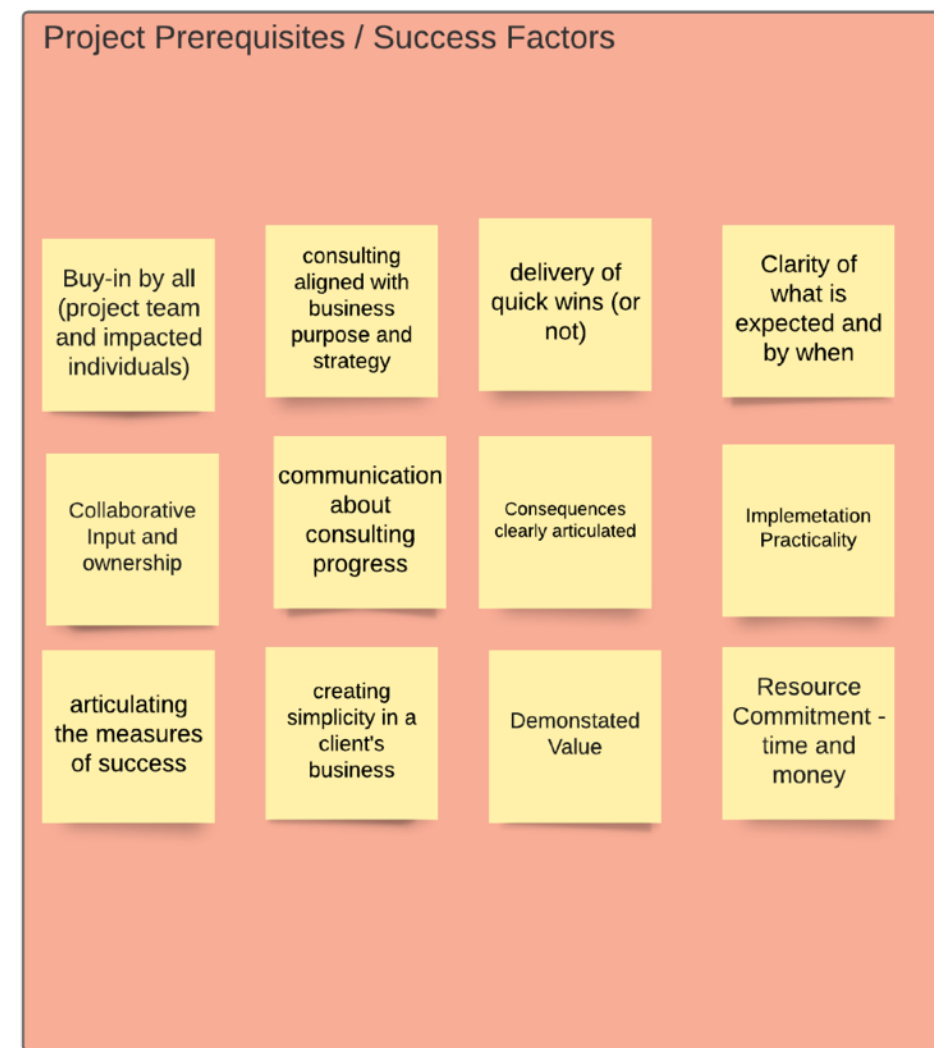 Project Prerequisites / Success Factors
Buy-in by all
(project team
and impacted
individuals)
consulting
aligned with
business
purpose and
strategy
delivery of
quick wins (or
not)
Clarity of
what is
expected and
by when
Collaborative
Input and
ownership
communication
about
consulting
progress
Consequences
clearly articulated
Implemetation
Practicality
articulating
the measures
of success
creating
simplicity in a
client's
business
Demonstated
Value
Resource
Commitment -
time and
money